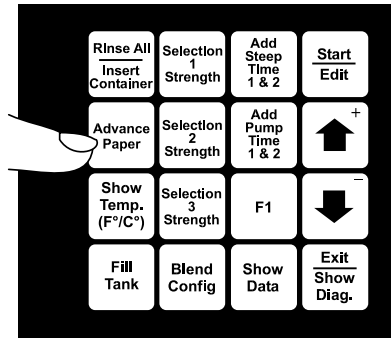 RInse All
Insert
Container
Selection
1
Strength
Add
Steep
TIme
1 & 2
Start
Edit
Advance
Paper
Selection
2
Strength
Add
Pump
Time
1 & 2
+
Show
Temp.
(F°/C°)
Selection
3
Strength
F1
–
Fill
Tank
Blend
Config
Show
Data
Exit
Show
Diag.